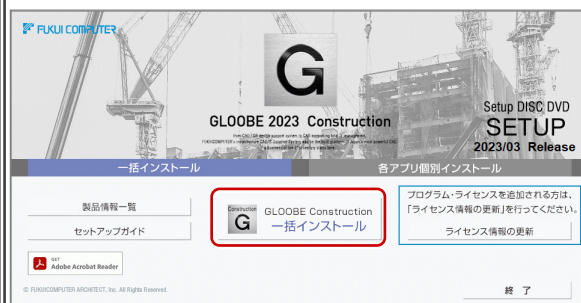 FUKUI COMPUTER
G
GLOOBE 2023 Construction
Setup DISC DVD
SETUP
2023/03 Release
一括インストール
各アプリ個別インストール
製品情報一覧
セットアップガイド
Construction
G
GLOOBE Construction
一括インストール
プログラム・ライセンスを追加される方は、
「ライセンス情報の更新」を行ってください。
ライセンス情報の更新
GET
Adobe Acrobat Reader
© FUKUICOMPUTER ARCHITECT, Inc. All Rights Reserved.
終 了